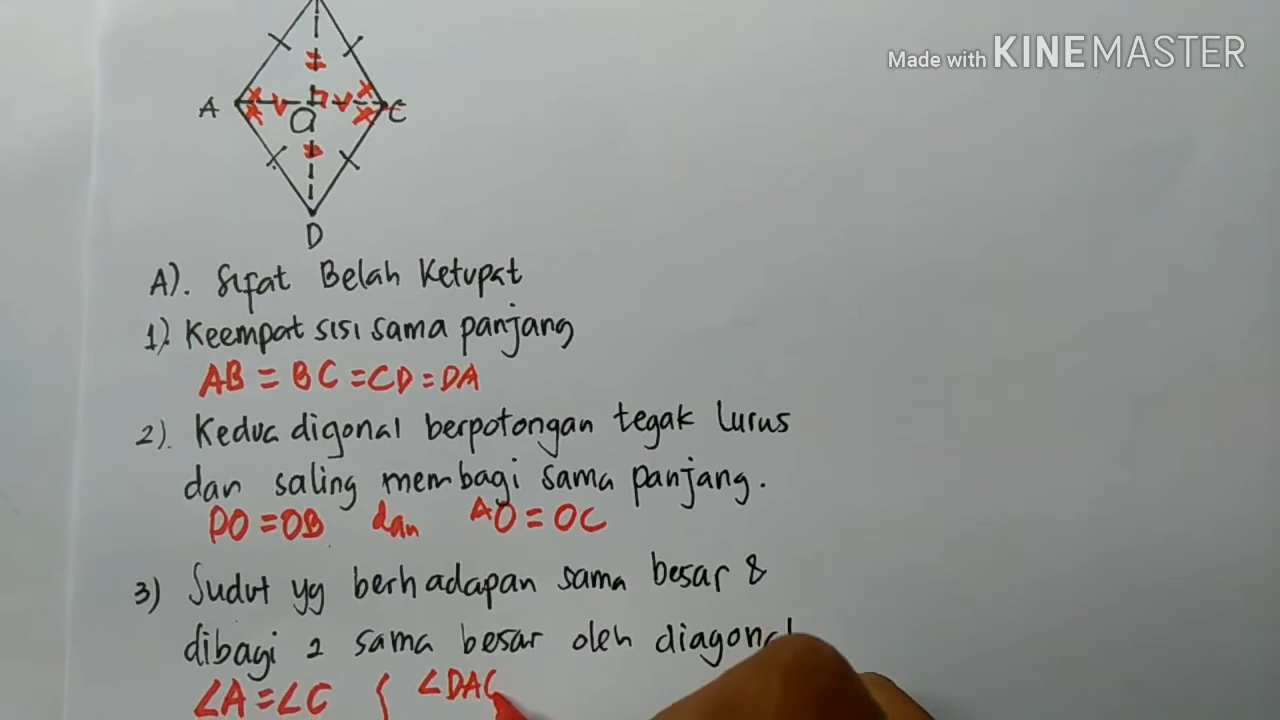 Made with KINEMASTER
A
O
C
D
A). Sifat Belah Ketupat
1). Keempat sisi sama panjang
AB = BC = CD = DA
2). Kedua digonal berpotongan tegak lurus
dan saling membagi sama panjang.
DO = OB dan AO = OC
3) Sudut yg berhadapan sama besar &
dibagi 2 sama besar oleh diagonal
∠A = ∠C { ∠DAC